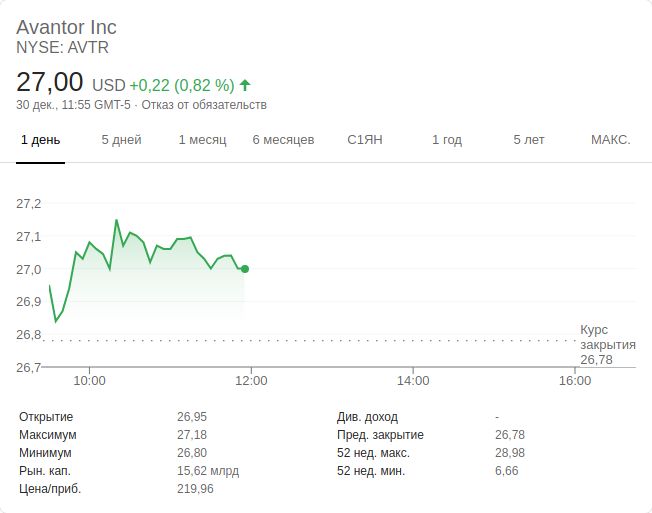 Avantor Inc
NYSE: AVTR
27,00 USD +0,22 (0,82 %)
30 дек., 11:55 GMT-5 · Отказ от обязательств
1 день 5 дней 1 месяц 6 месяцев С1ЯН 1 год 5 лет МАКС.
27,2
27,1
27,0
26,9
26,8
26,7
Курс
закрытия
26,78
10:00 12:00 14:00 16:00
Открытие 26,95 Див. доход -
Максимум 27,18 Пред. закрытие 26,78
Минимум 26,80 52 нед. макс. 28,98
Рын. кап. 15,62 млрд 52 нед. мин. 6,66
Цена/приб. 219,96